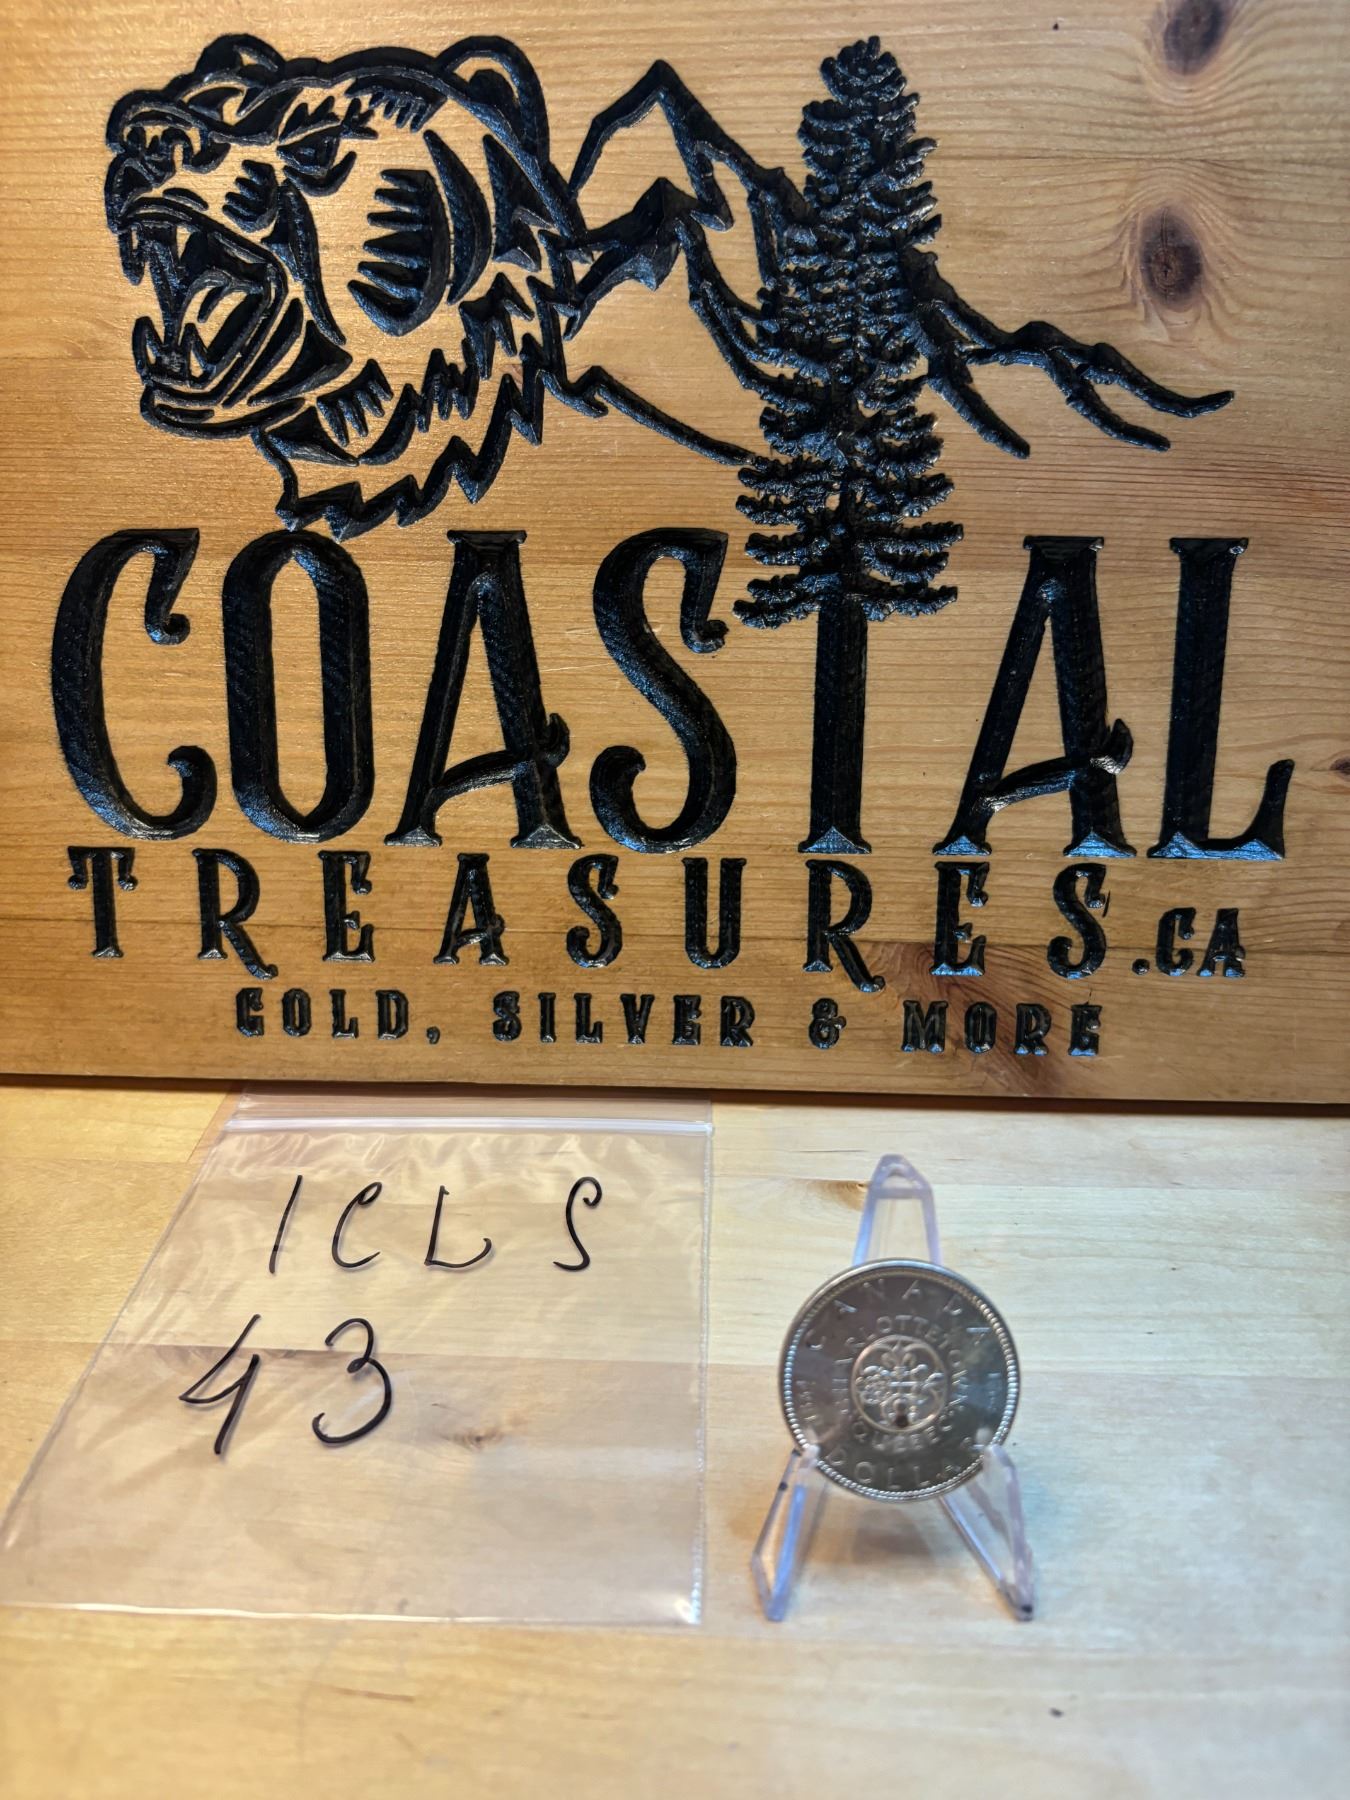 COASTAL
TREASURES.CA
GOLD, SILVER & MORE
ICLS
43
CANADA
CHARLOTTETOWN
QUEBEC
DOLLAR